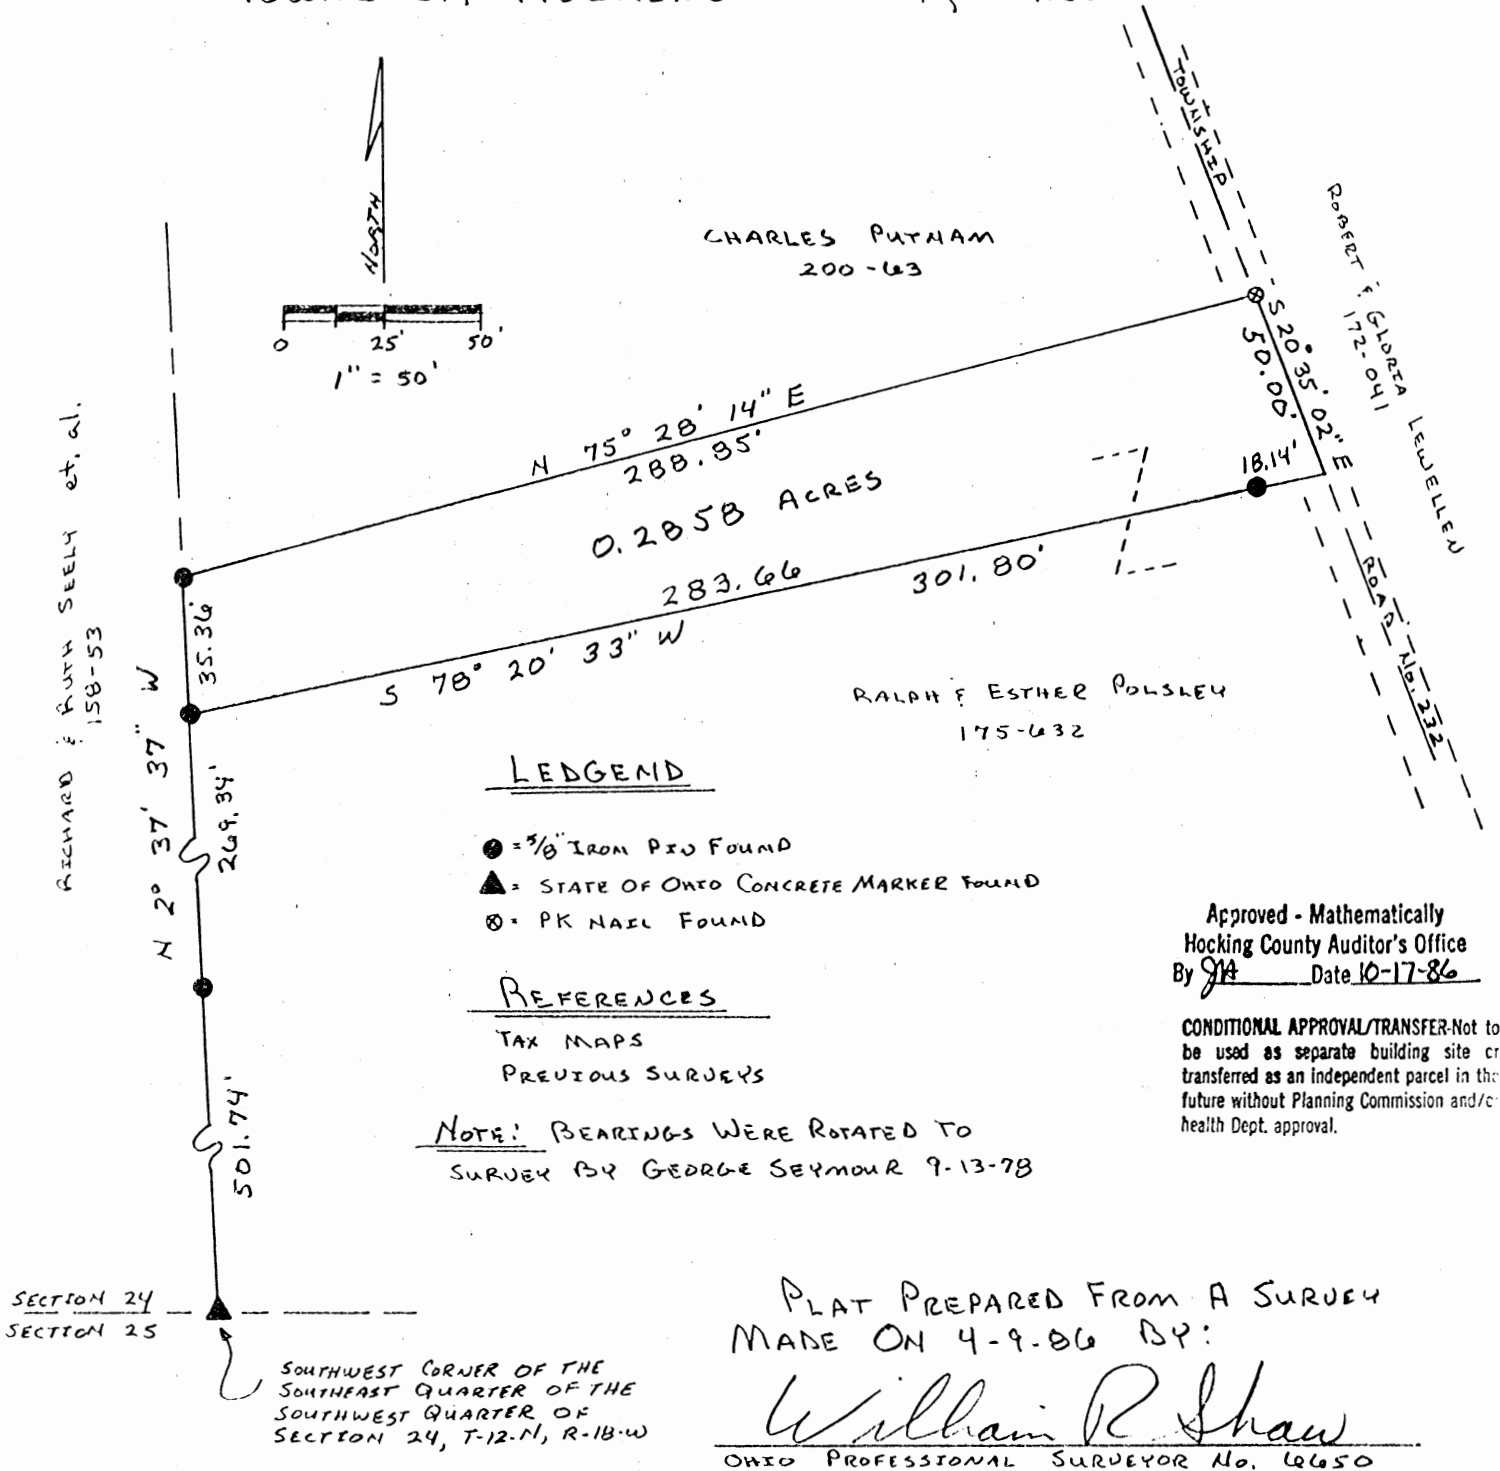 NORTH
0 25' 50'
1" = 50'
CHARLES PUTNAM
200-63
TOWNSHIP
ROAD No. 232
ROBERT & GLORIA LEWELLEN
172-041
S 20° 35' 02" E
50.00'
18.14'
N 75° 28' 14" E
288.85'
0.2858 ACRES
283.66
301.80'
S 78° 20' 33" W
RICHARD & RUTH SEELY et. al.
158-53
35.36'
N 2° 37' 37" W
269.34'
501.74'
RALPH & ESTHER POLSLEY
175-632
LEDGEND
= 5/8" IRON PIN FOUND
= STATE OF OHIO CONCRETE MARKER FOUND
= PK NAIL FOUND
REFERENCES
TAX MAPS
PREVIOUS SURVEYS
NOTE: BEARINGS WERE ROTATED TO
SURVEY BY GEORGE SEYMOUR 9-13-78
Approved - Mathematically
Hocking County Auditor's Office
By Date 10-17-86
CONDITIONAL APPROVAL/TRANSFER-Not to
be used as separate building site or
transferred as an independent parcel in the
future without Planning Commission and/o
health Dept. approval.
SECTION 24
SECTION 25
SOUTHWEST CORNER OF THE
SOUTHEAST QUARTER OF THE
SOUTHWEST QUARTER OF
SECTION 24, T-12-N, R-18-W
PLAT PREPARED FROM A SURVEY
MADE ON 4-9-86 BY:
William R Shaw
OHIO PROFESSIONAL SURVEYOR No. 6650